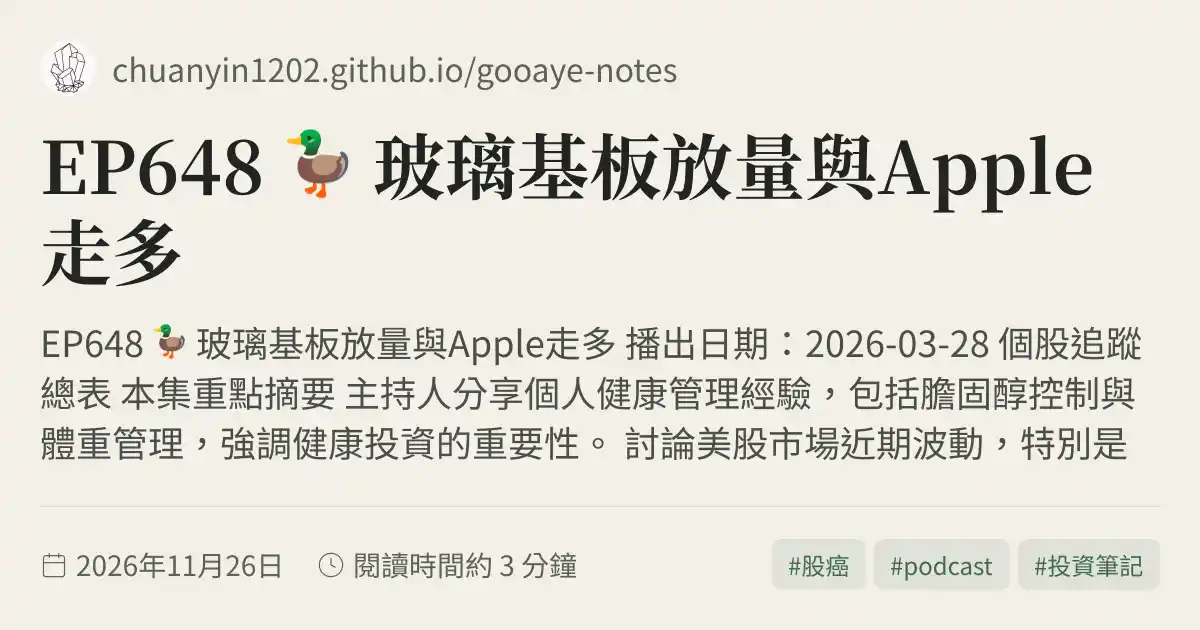 chuanyin1202.github.io/gooaye-notes
EP648 🦆 玻璃基板放量與Apple
走多
EP648 🦆 玻璃基板放量與Apple走多 播出日期：2026-03-28 個股追蹤
總表 本集重點摘要 主持人分享個人健康管理經驗，包括膽固醇控制與
體重管理，強調健康投資的重要性。 討論美股市場近期波動，特別是
2026年11月26日 閱讀時間約 3 分鐘 #股癌 #podcast #投資筆記